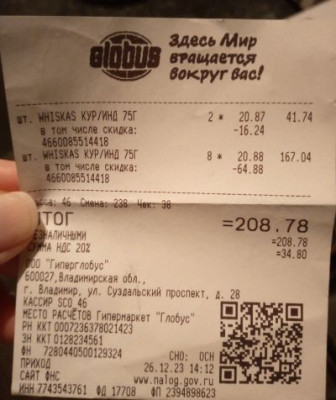 GLOBUS
Здесь Мир
вращается
вокруг вас!
шт. WHISKAS КУР/ИНД 75Г 2 * 20.87 41.74
в том числе скидка: -16.24
4660085514418
шт. WHISKAS КУР/ИНД 75Г 8 * 20.88 167.04
в том числе скидка: -64.88
4660085514418
46 Смена: 238 Чек: 38
ИТОГ =208.78
БЕЗНАЛИЧНЫМИ =208.78
СУММА НДС 20% =34.80
ООО "Гиперглобус"
600027,Владимирская обл.,
г. Владимир, ул. Суздальский проспект, д. 28
КАССИР SCO_46
МЕСТО РАСЧЁТОВ Гипермаркет "Глобус"
РН ККТ 0007236378021423
ЗН ККТ 0128234561 СНО: ОСН
ФН 7280440500129324 26.12.23 14:12
ПРИХОД
САЙТ ФНС www.nalog.gov.ru
ИНН 7743543761 ФД 17708 ФП 2394898623